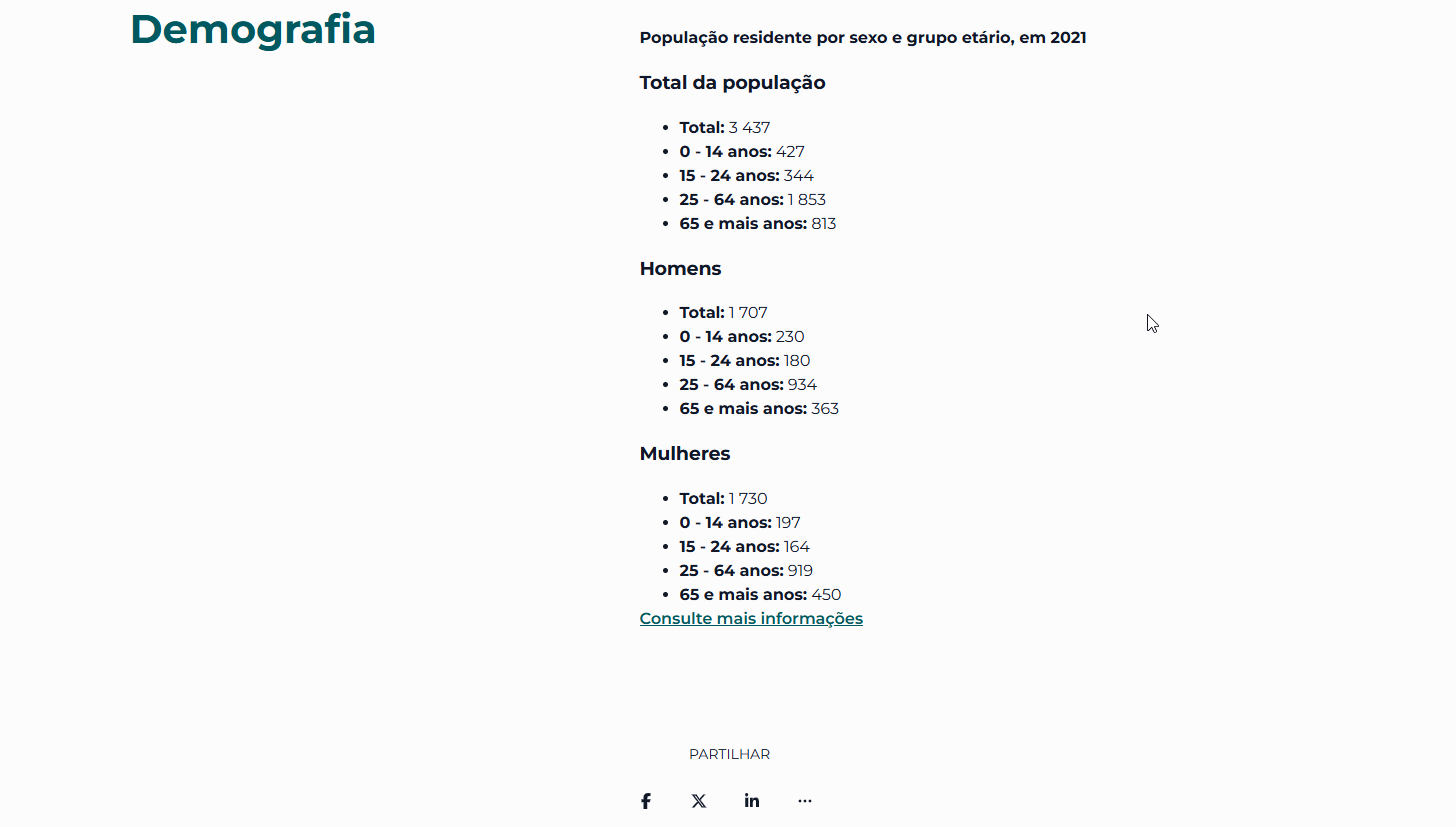 Demografia
População residente por sexo e grupo etário, em 2021
Total da população
• Total: 3 437
• 0 - 14 anos: 427
• 15 - 24 anos: 344
• 25 - 64 anos: 1 853
• 65 e mais anos: 813
Homens
• Total: 1 707
• 0 - 14 anos: 230
• 15 - 24 anos: 180
• 25 - 64 anos: 934
• 65 e mais anos: 363
Mulheres
• Total: 1 730
• 0 - 14 anos: 197
• 15 - 24 anos: 164
• 25 - 64 anos: 919
• 65 e mais anos: 450
Consulte mais informações
PARTILHAR